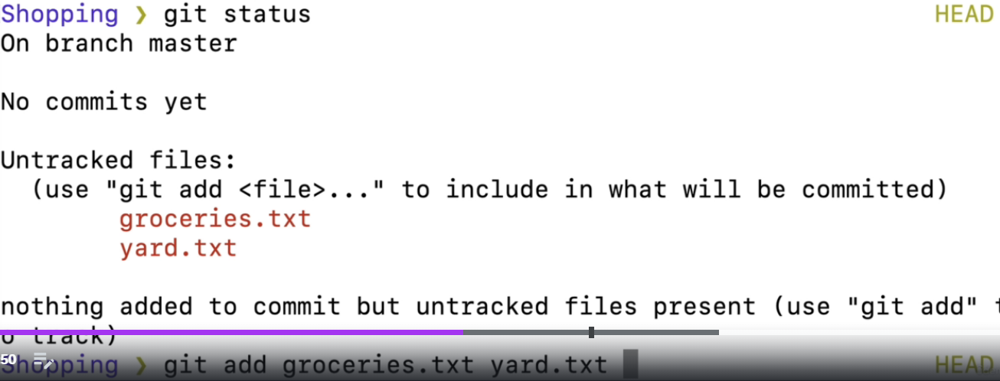 Shopping ❯ git status HEAD
On branch master
No commits yet
Untracked files:
(use "git add <file>..." to include in what will be committed)
groceries.txt
yard.txt
nothing added to commit but untracked files present (use "git add" t
o track)
50
Shopping ❯ git add groceries.txt yard.txt HEAD